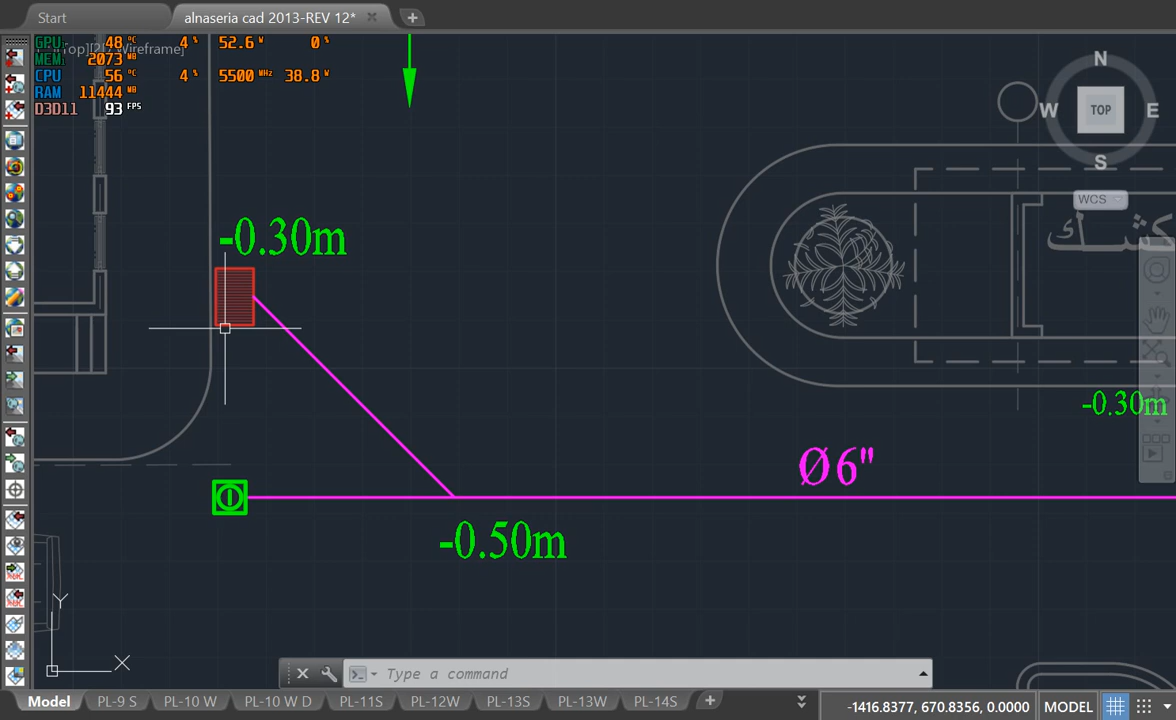 Start
alnaseria cad 2013-REV 12*
GPU 48 °C 4 % 52.6 W 0 %
MEM 2073 MB
CPU 56 °C 4 % 5500 MHz 38.8 W
RAM 11444 MB
D3D11 93 FPS
Wireframe]
N
W TOP E
S
WCS
-0.30m
كشك
-0.30m
Ø6"
-0.50m
Y
X
Type a command
Model PL-9 S PL-10 W PL-10 W D PL-11S PL-12W PL-13S PL-13W PL-14S
-1416.8377, 670.8356, 0.0000 MODEL